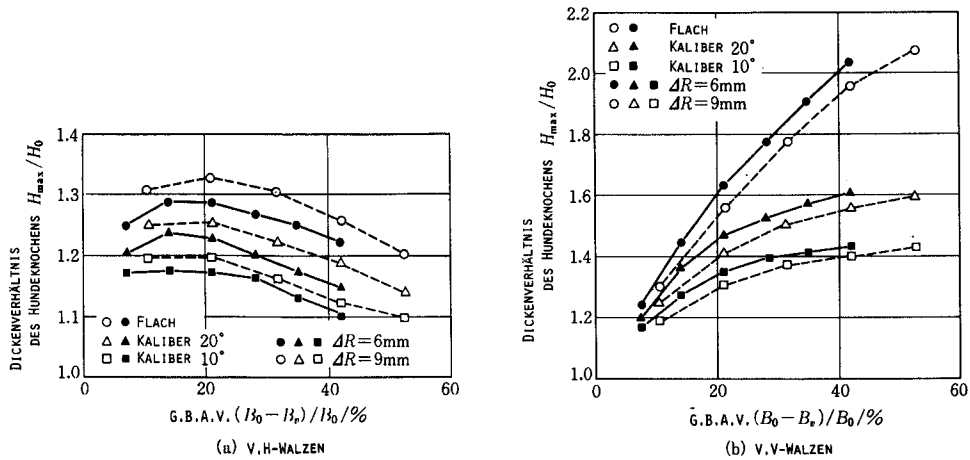 DICKENVERHÄLTNIS
DES HUNDEKNOCHENS Hmax/H0
1.4
1.3
1.2
1.1
1.0
○ ● FLACH
△ ▲ KALIBER 20°
□ ■ KALIBER 10°
● ▲ ■ ΔR=6mm
○ △ □ ΔR=9mm
0 20 40 60
G.B.A.V.(B0−Bv)/B0/%
(a) V,H-WALZEN
DICKENVERHÄLTNIS
DES HUNDEKNOCHENS Hmax/H0
2.2
2.0
1.8
1.6
1.4
1.2
1.0
○ ● FLACH
△ ▲ KALIBER 20°
□ ■ KALIBER 10°
● ▲ ■ ΔR=6mm
○ △ □ ΔR=9mm
0 20 40 60
G.B.A.V.(B0−Bv)/B0/%
(b) V,V-WALZEN